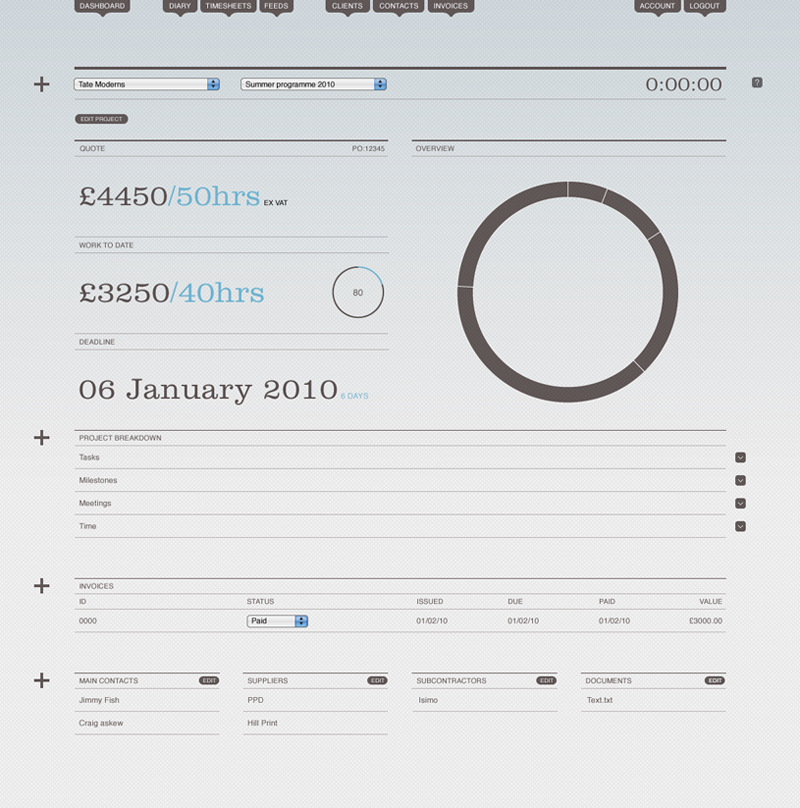 DASHBOARD DIARY TIMESHEETS FEEDS CLIENTS CONTACTS INVOICES ACCOUNT LOGOUT
Tate Moderns Summer programme 2010 0:00:00 ?
EDIT PROJECT
QUOTE PO:12345 OVERVIEW
£4450/50hrs EX VAT
WORK TO DATE
£3250/40hrs 80
DEADLINE
06 January 2010 6 DAYS
PROJECT BREAKDOWN
Tasks
Milestones
Meetings
Time
INVOICES
ID STATUS ISSUED DUE PAID VALUE
0000 Paid 01/02/10 01/02/10 01/02/10 £3000.00
MAIN CONTACTS EDIT SUPPLIERS EDIT SUBCONTRACTORS EDIT DOCUMENTS EDIT
Jimmy Fish PPD Isimo Text.txt
Craig askew Hill Print